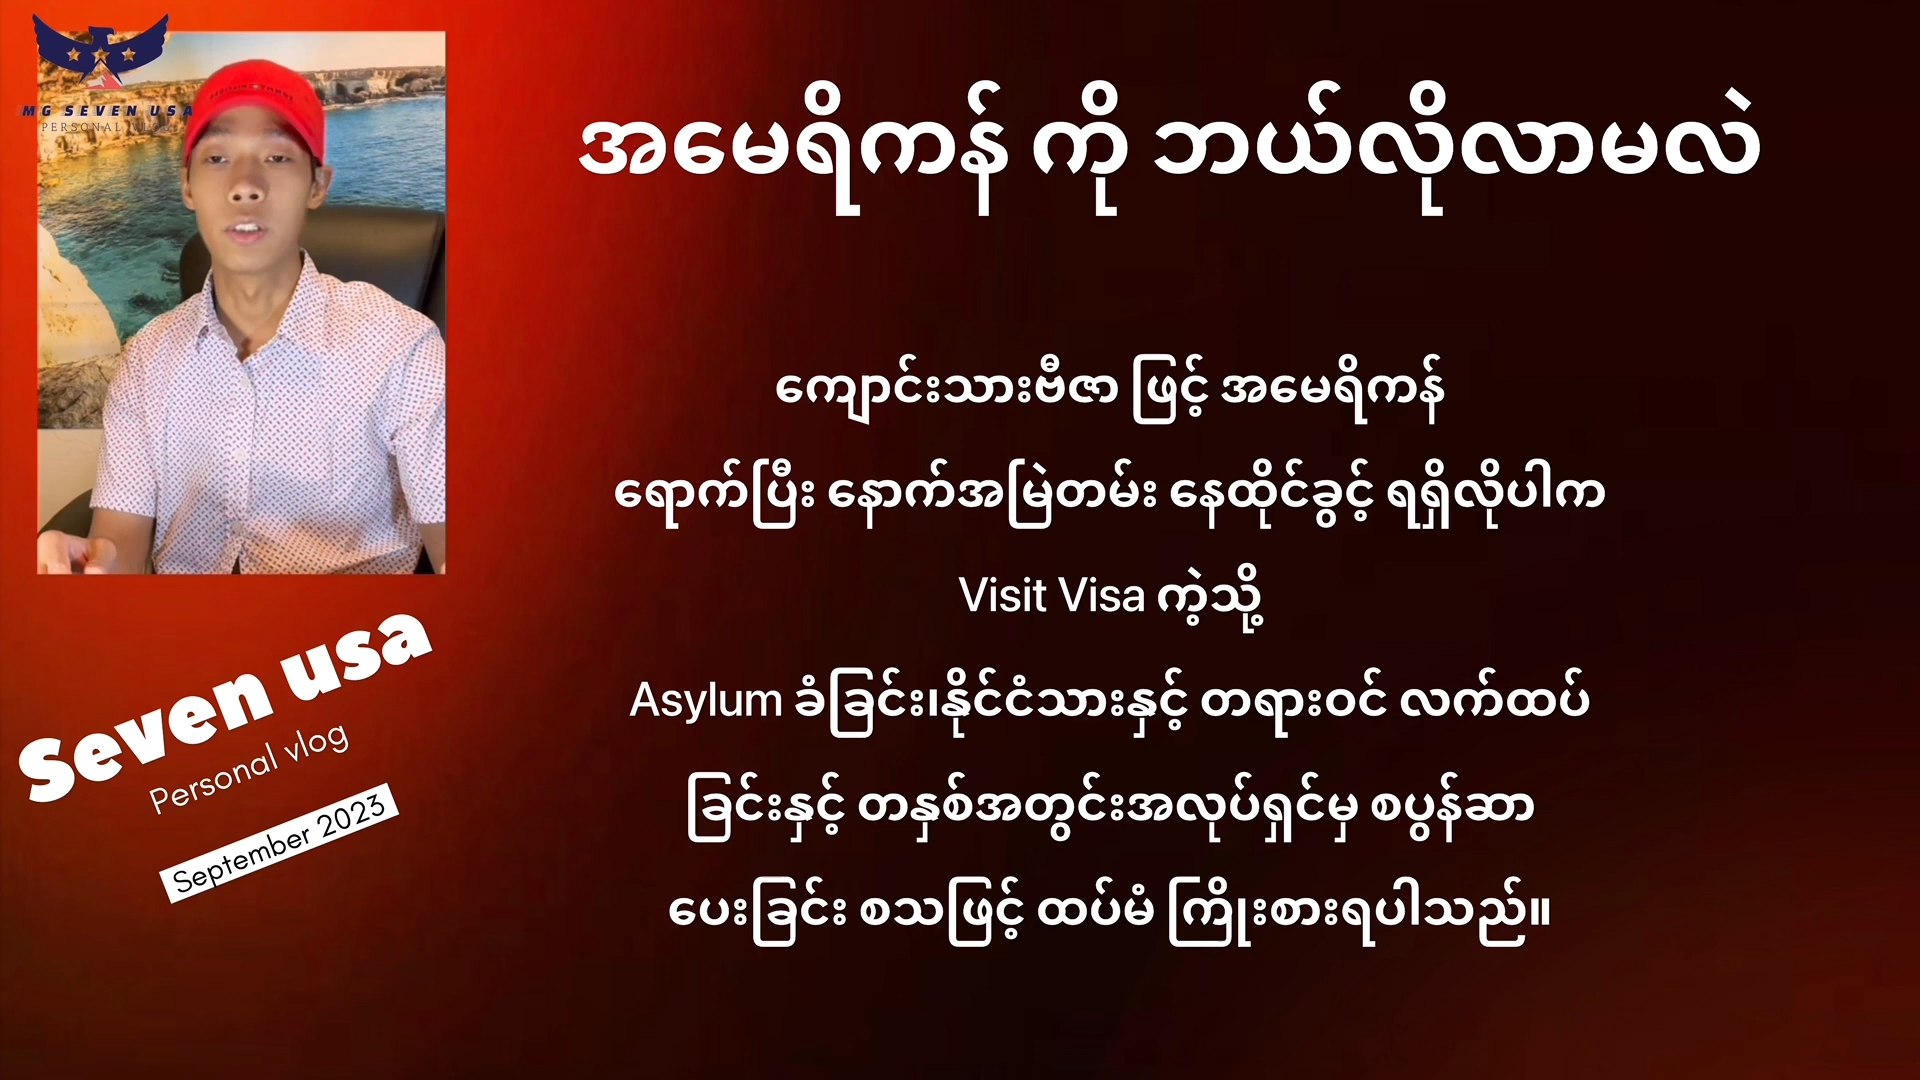 MG SEVEN USA
PERSONAL
အမေရိကန် ကို ဘယ်လိုလာမလဲ
ကျောင်းသားဗီဇာ ဖြင့် အမေရိကန်
ရောက်ပြီး နောက်အမြဲတမ်း နေထိုင်ခွင့် ရရှိလိုပါက
Visit Visa ကဲ့သို့
Asylum ခံခြင်း၊နိုင်ငံသားနှင့် တရားဝင် လက်ထပ်
ခြင်းနှင့် တနှစ်အတွင်းအလုပ်ရှင်မှ စပွန်ဆာ
ပေးခြင်း စသဖြင့် ထပ်မံ ကြိုးစားရပါသည်။
Seven usa
Personal vlog
September 2023